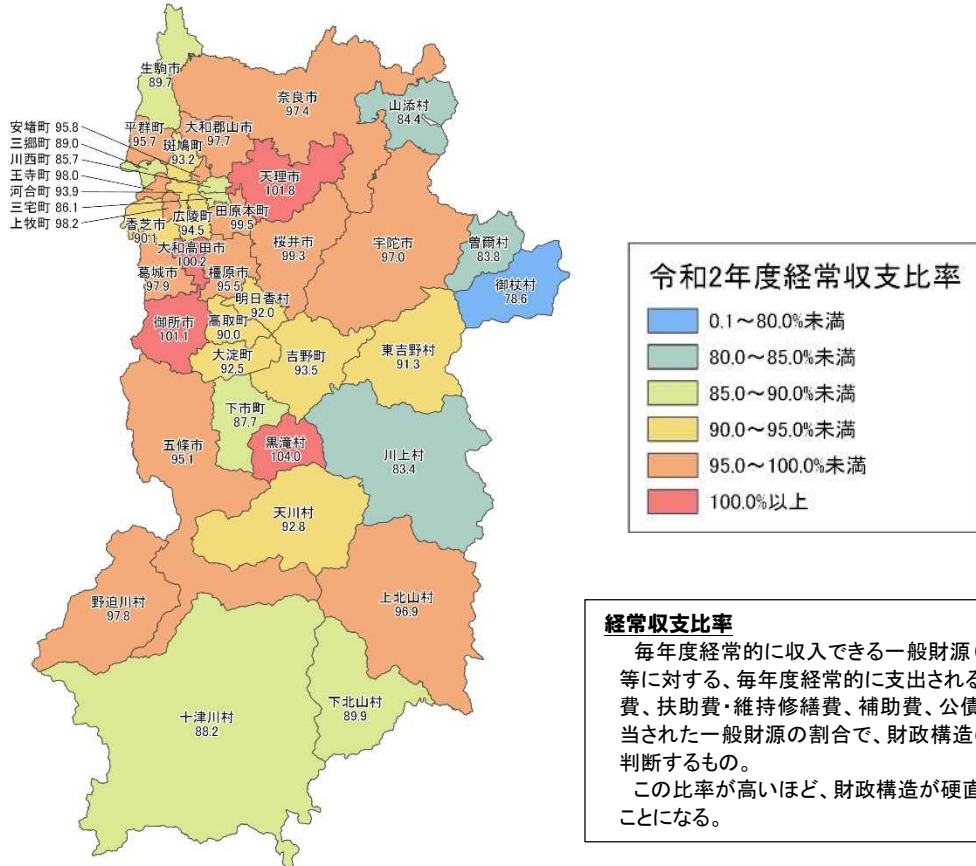 生駒市
89.7
奈良市
97.4
山添村
84.4
安堵町 95.8
三郷町 89.0
川西町 85.7
王寺町 98.0
河合町 93.9
三宅町 86.1
上牧町 98.2
平群町
95.7
大和郡山市
97.7
斑鳩町
93.2
天理市
101.8
香芝市
90.1
広陵町
94.5
田原本町
99.5
桜井市
99.3
宇陀市
97.0
曽爾村
83.8
御杖村
78.6
大和高田市
100.2
葛城市
97.9
橿原市
95.5
明日香村
92.0
御所市
101.1
高取町
90.0
大淀町
92.5
吉野町
93.5
東吉野村
91.3
下市町
87.7
五條市
95.1
黒滝村
104.0
川上村
83.4
天川村
92.8
野迫川村
97.8
上北山村
96.9
十津川村
88.2
下北山村
89.9
令和2年度経常収支比率
0.1～80.0%未満
80.0～85.0%未満
85.0～90.0%未満
90.0～95.0%未満
95.0～100.0%未満
100.0%以上
経常収支比率
毎年度経常的に収入できる一般財源(
等に対する、毎年度経常的に支出される
費、扶助費・維持修繕費、補助費、公債
当された一般財源の割合で、財政構造の
判断するもの。
この比率が高いほど、財政構造が硬直
ことになる。